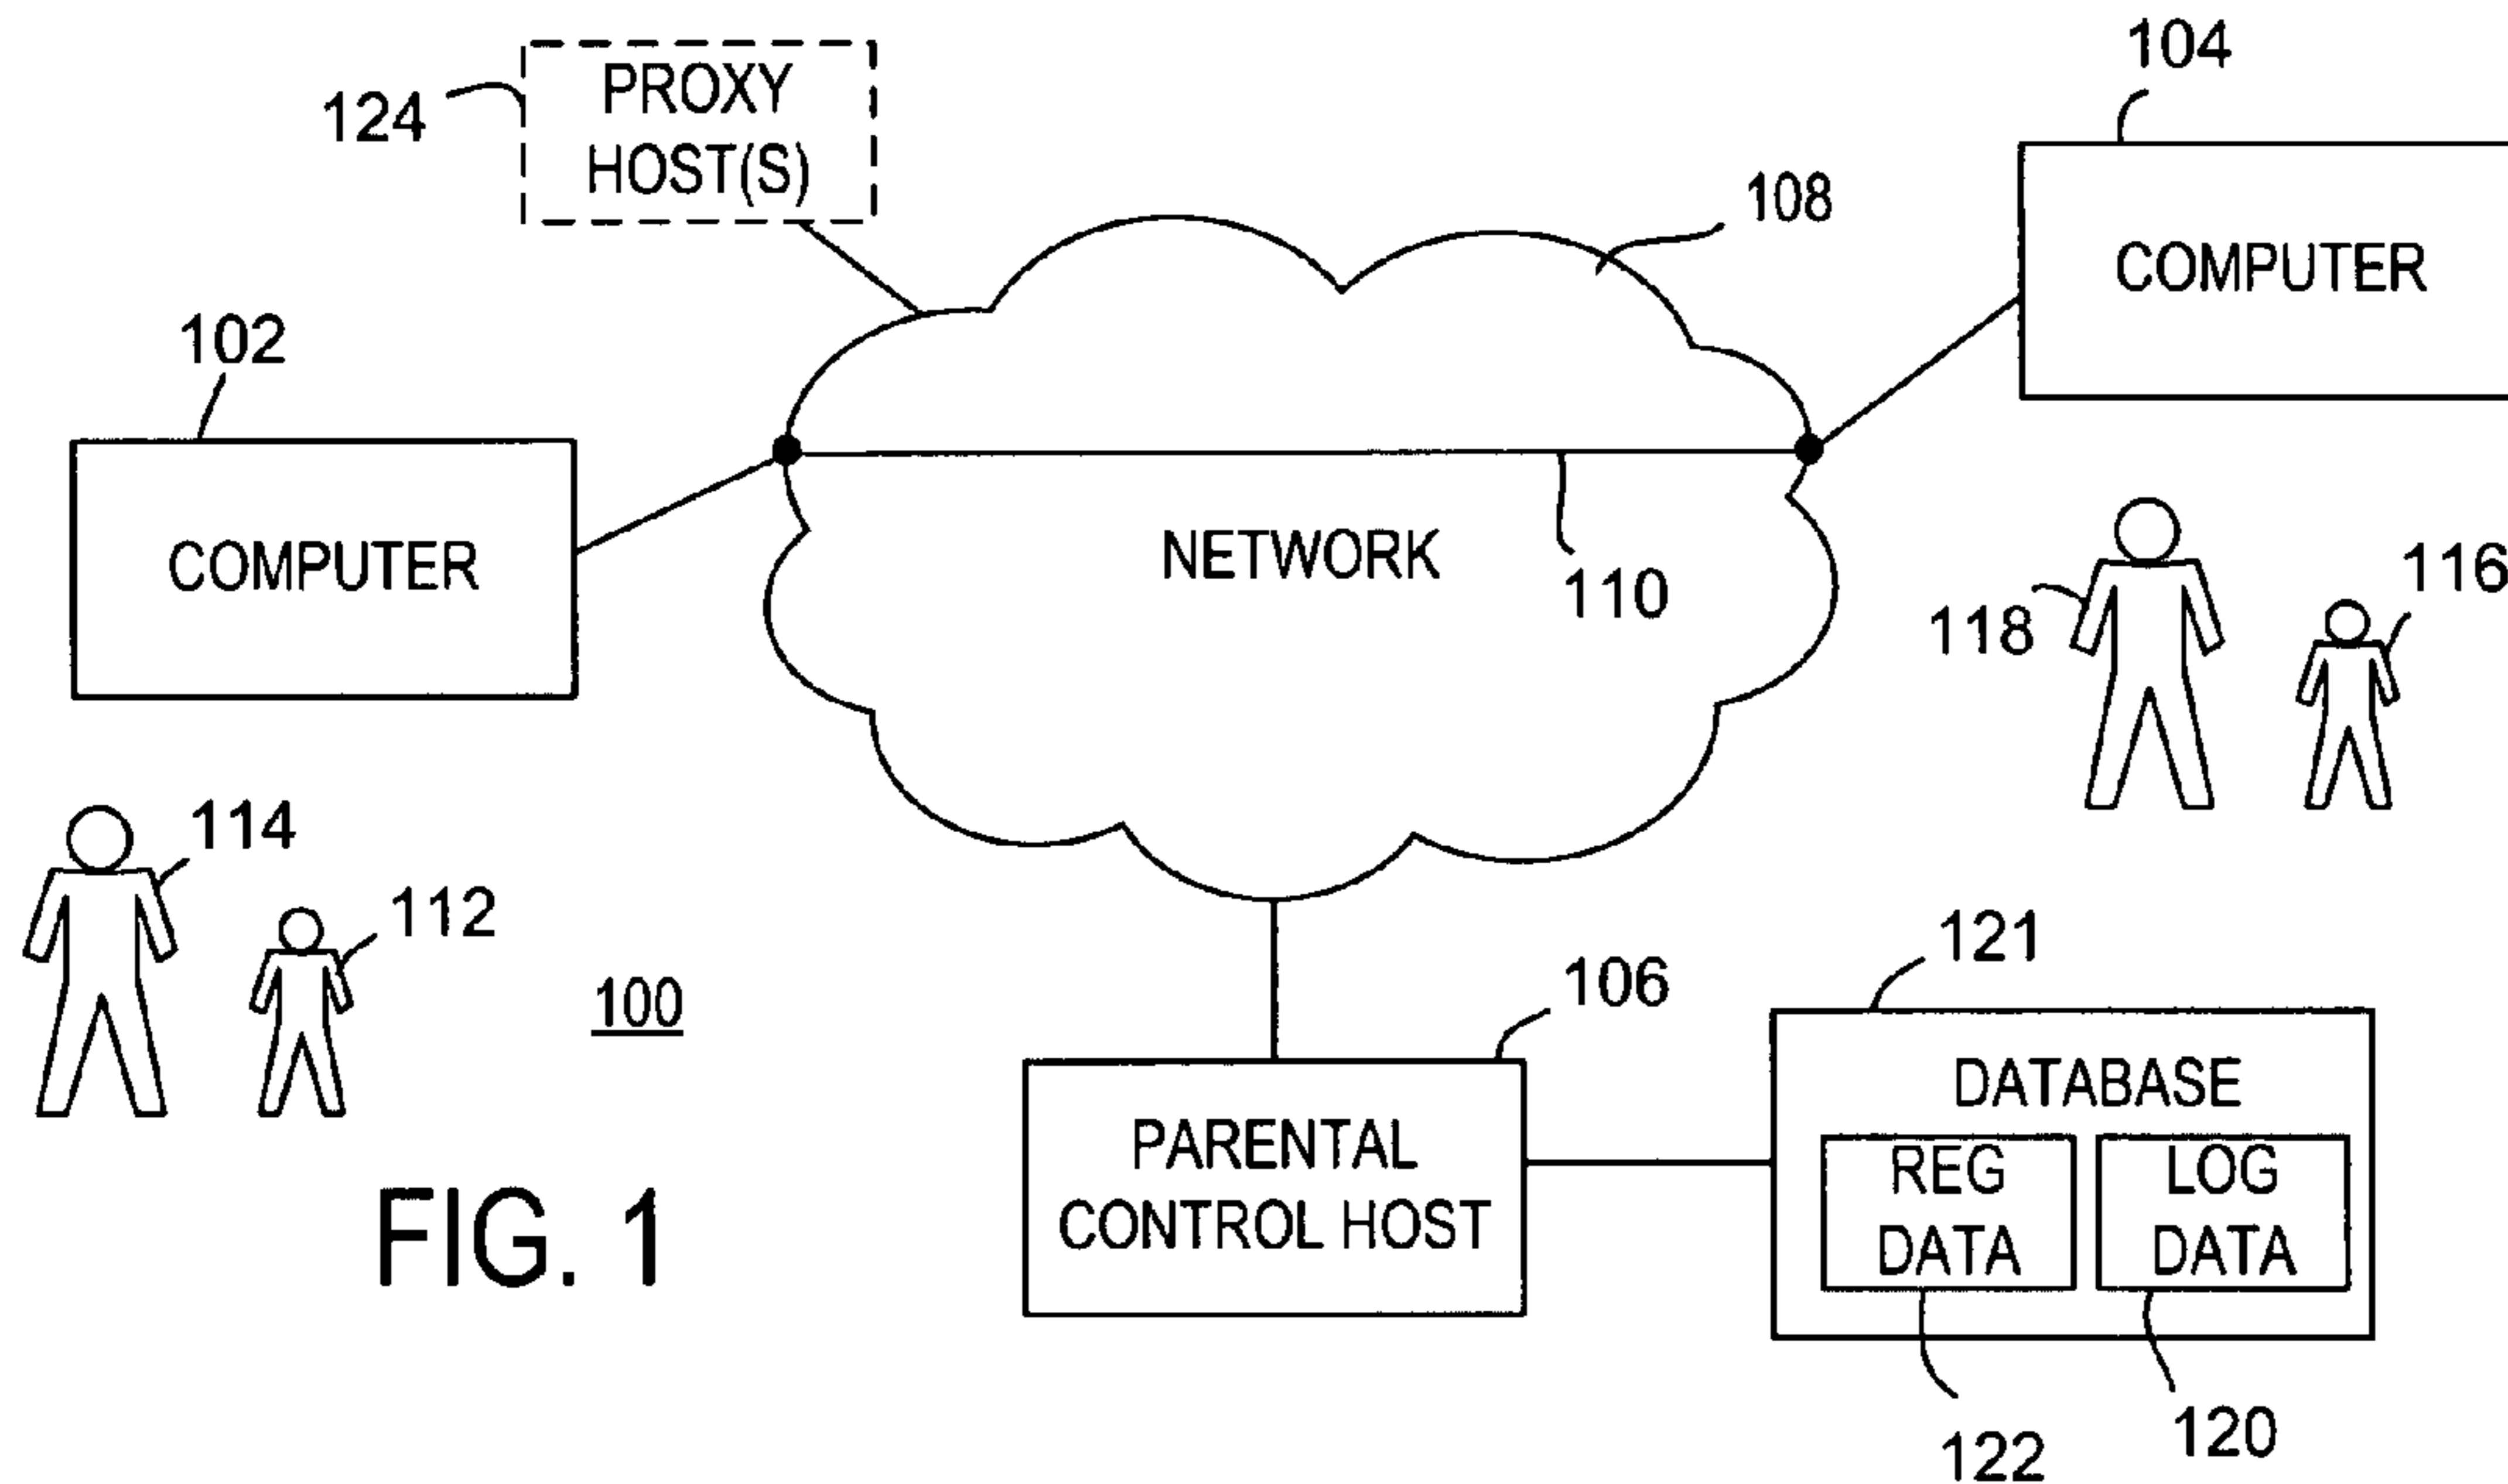 104
PROXY
HOST(S)
124
108
COMPUTER
102
COMPUTER
NETWORK
110
116
118
114
112
100
106
121
DATABASE
PARENTAL
CONTROL HOST
REG
DATA
LOG
DATA
FIG. 1
120
122